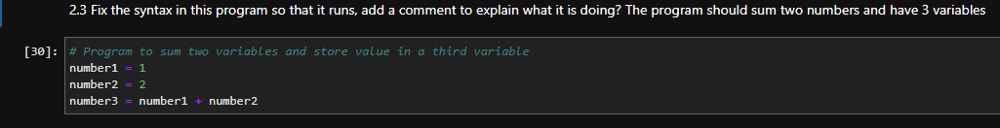 2.3 Fix the syntax in this program so that it runs, add a comment to explain what it is doing? The program should sum two numbers and have 3 variables
[30]: # Program to sum two variables and store value in a third variable
number1 = 1
number2 = 2
number3 = number1 + number2